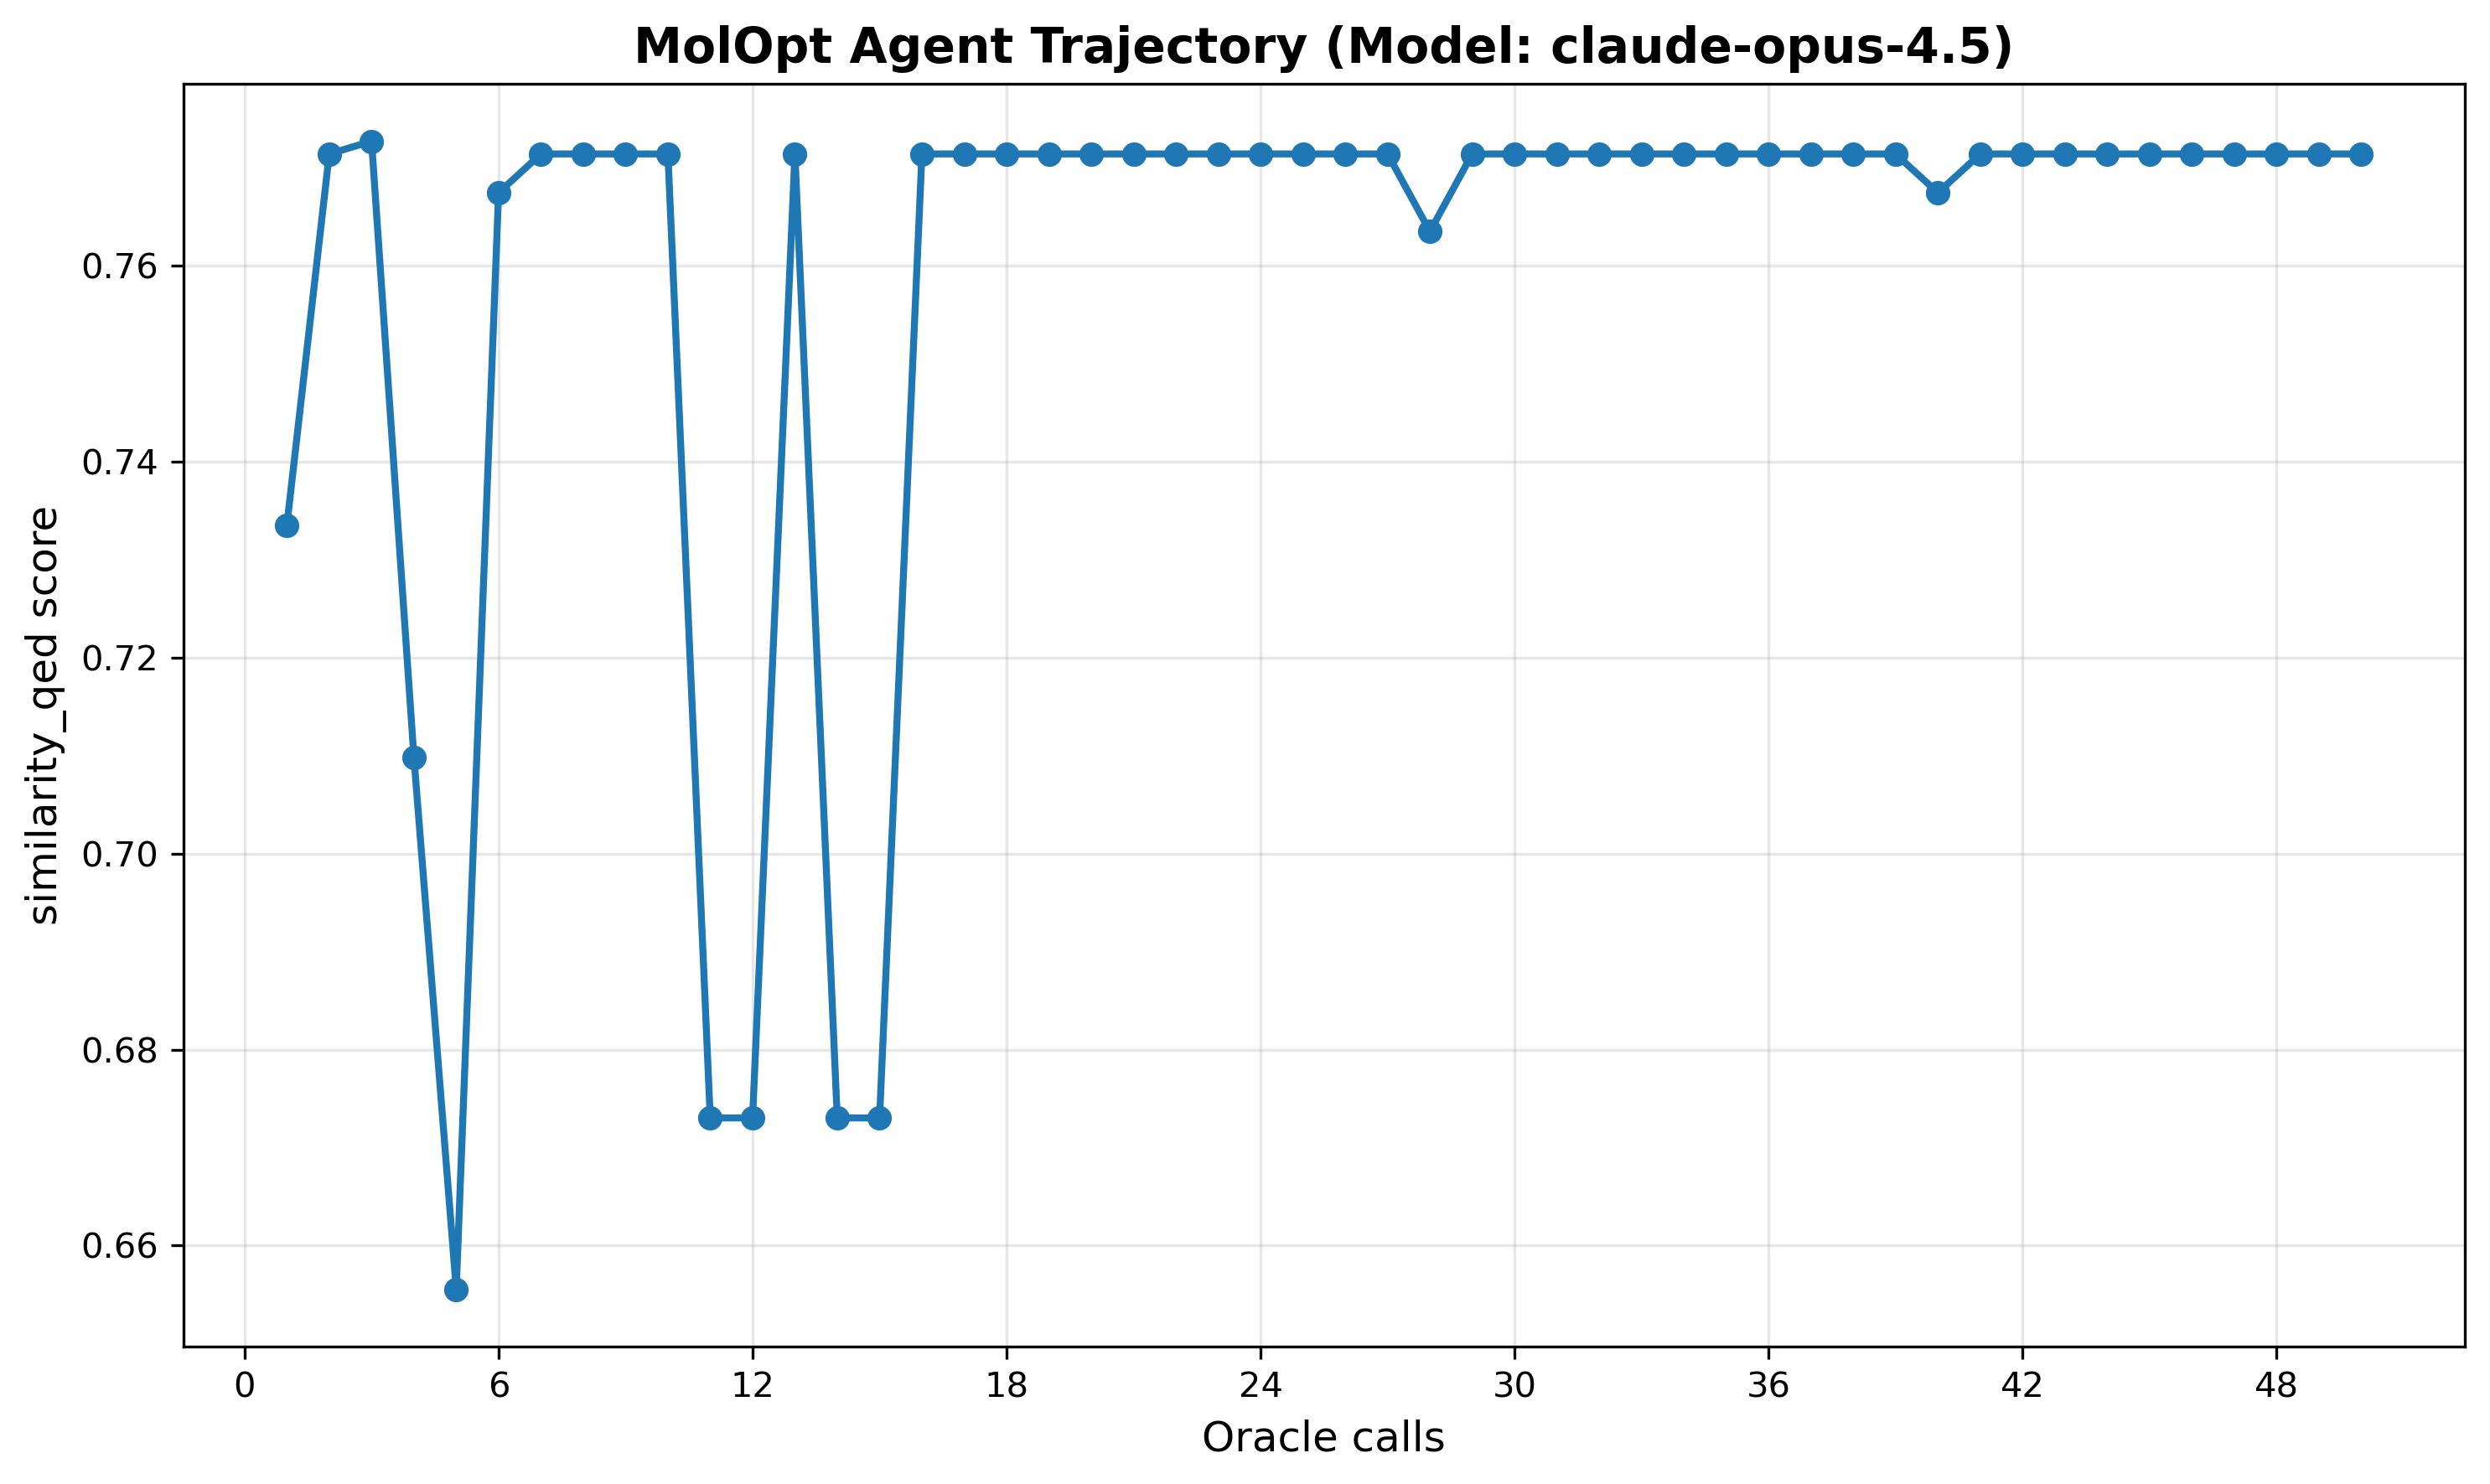 MolOpt Agent Trajectory (Model: claude-opus-4.5)
similarity_qed score
0.76
0.74
0.72
0.70
0.68
0.66
0 6 12 18 24 30 36 42 48
Oracle calls